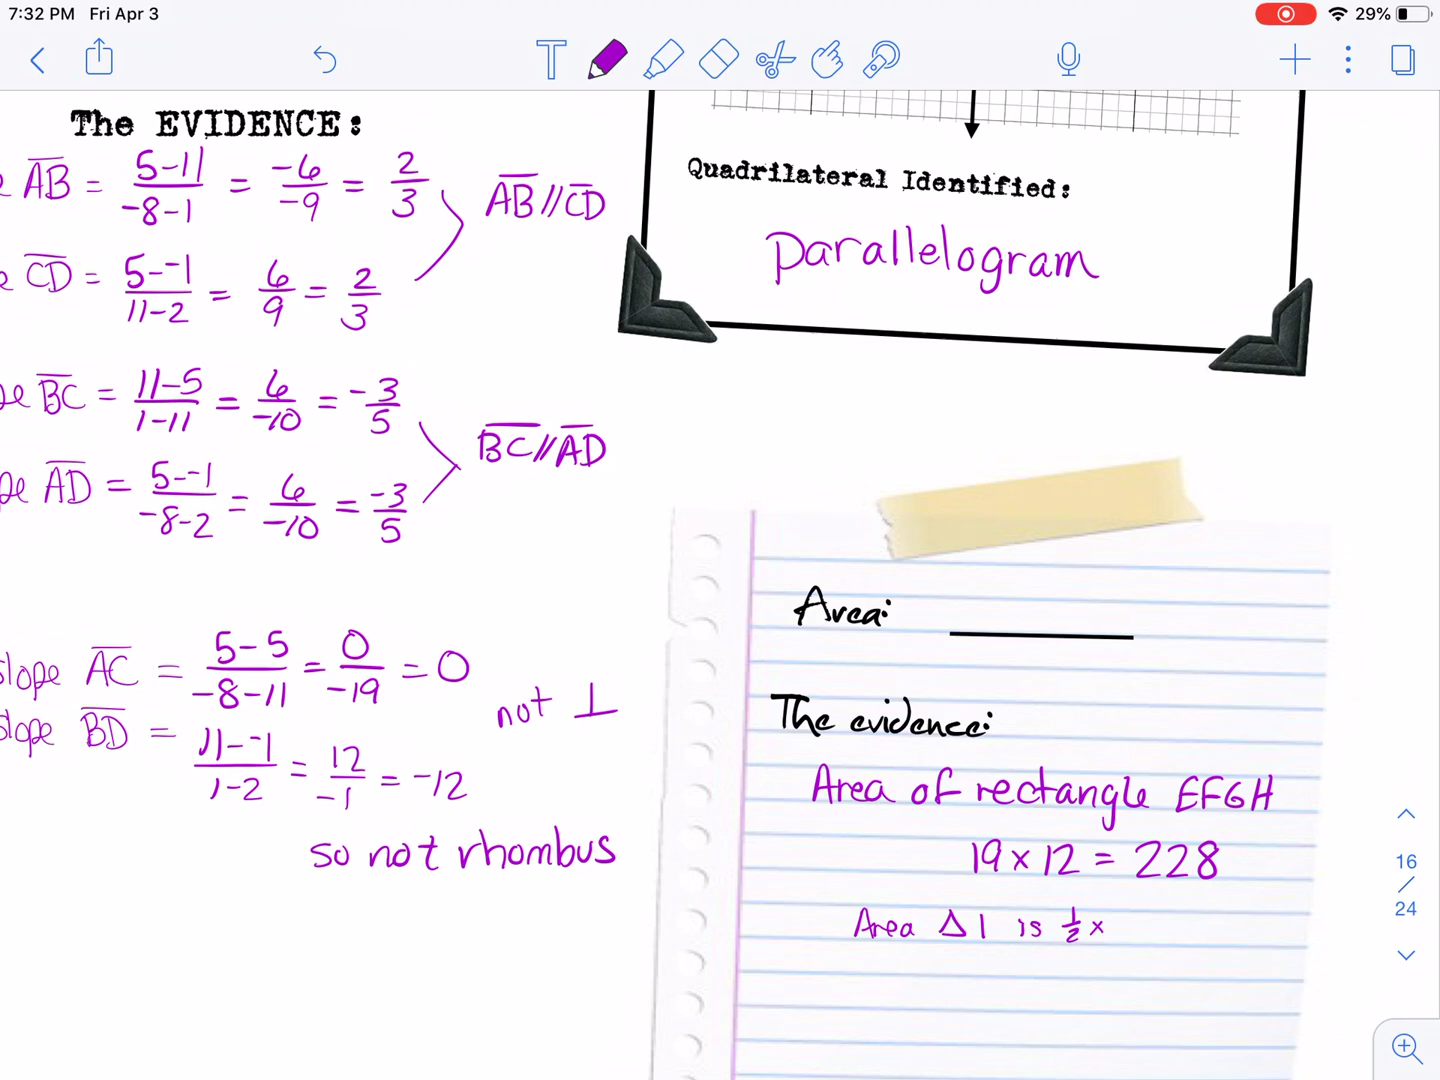 7:32 PM Fri Apr 3
29%
The EVIDENCE:
AB = 5-11 / -8-1 = -6 / -9 = 2 / 3
AB // CD
CD = 5--1 / 11-2 = 6 / 9 = 2 / 3
BC = 11-5 / 1-11 = 6 / -10 = -3 / 5
BC // AD
AD = 5--1 / -8-2 = 6 / -10 = -3 / 5
slope AC = 5-5 / -8-11 = 0 / -19 = 0
not ⊥
slope BD = 11--1 / 1-2 = 12 / -1 = -12
so not rhombus
Quadrilateral Identified:
parallelogram
Area:
The evidence:
Area of rectangle EFGH
19 x 12 = 228
Area Δ 1 is 1/2 x
16
/
24